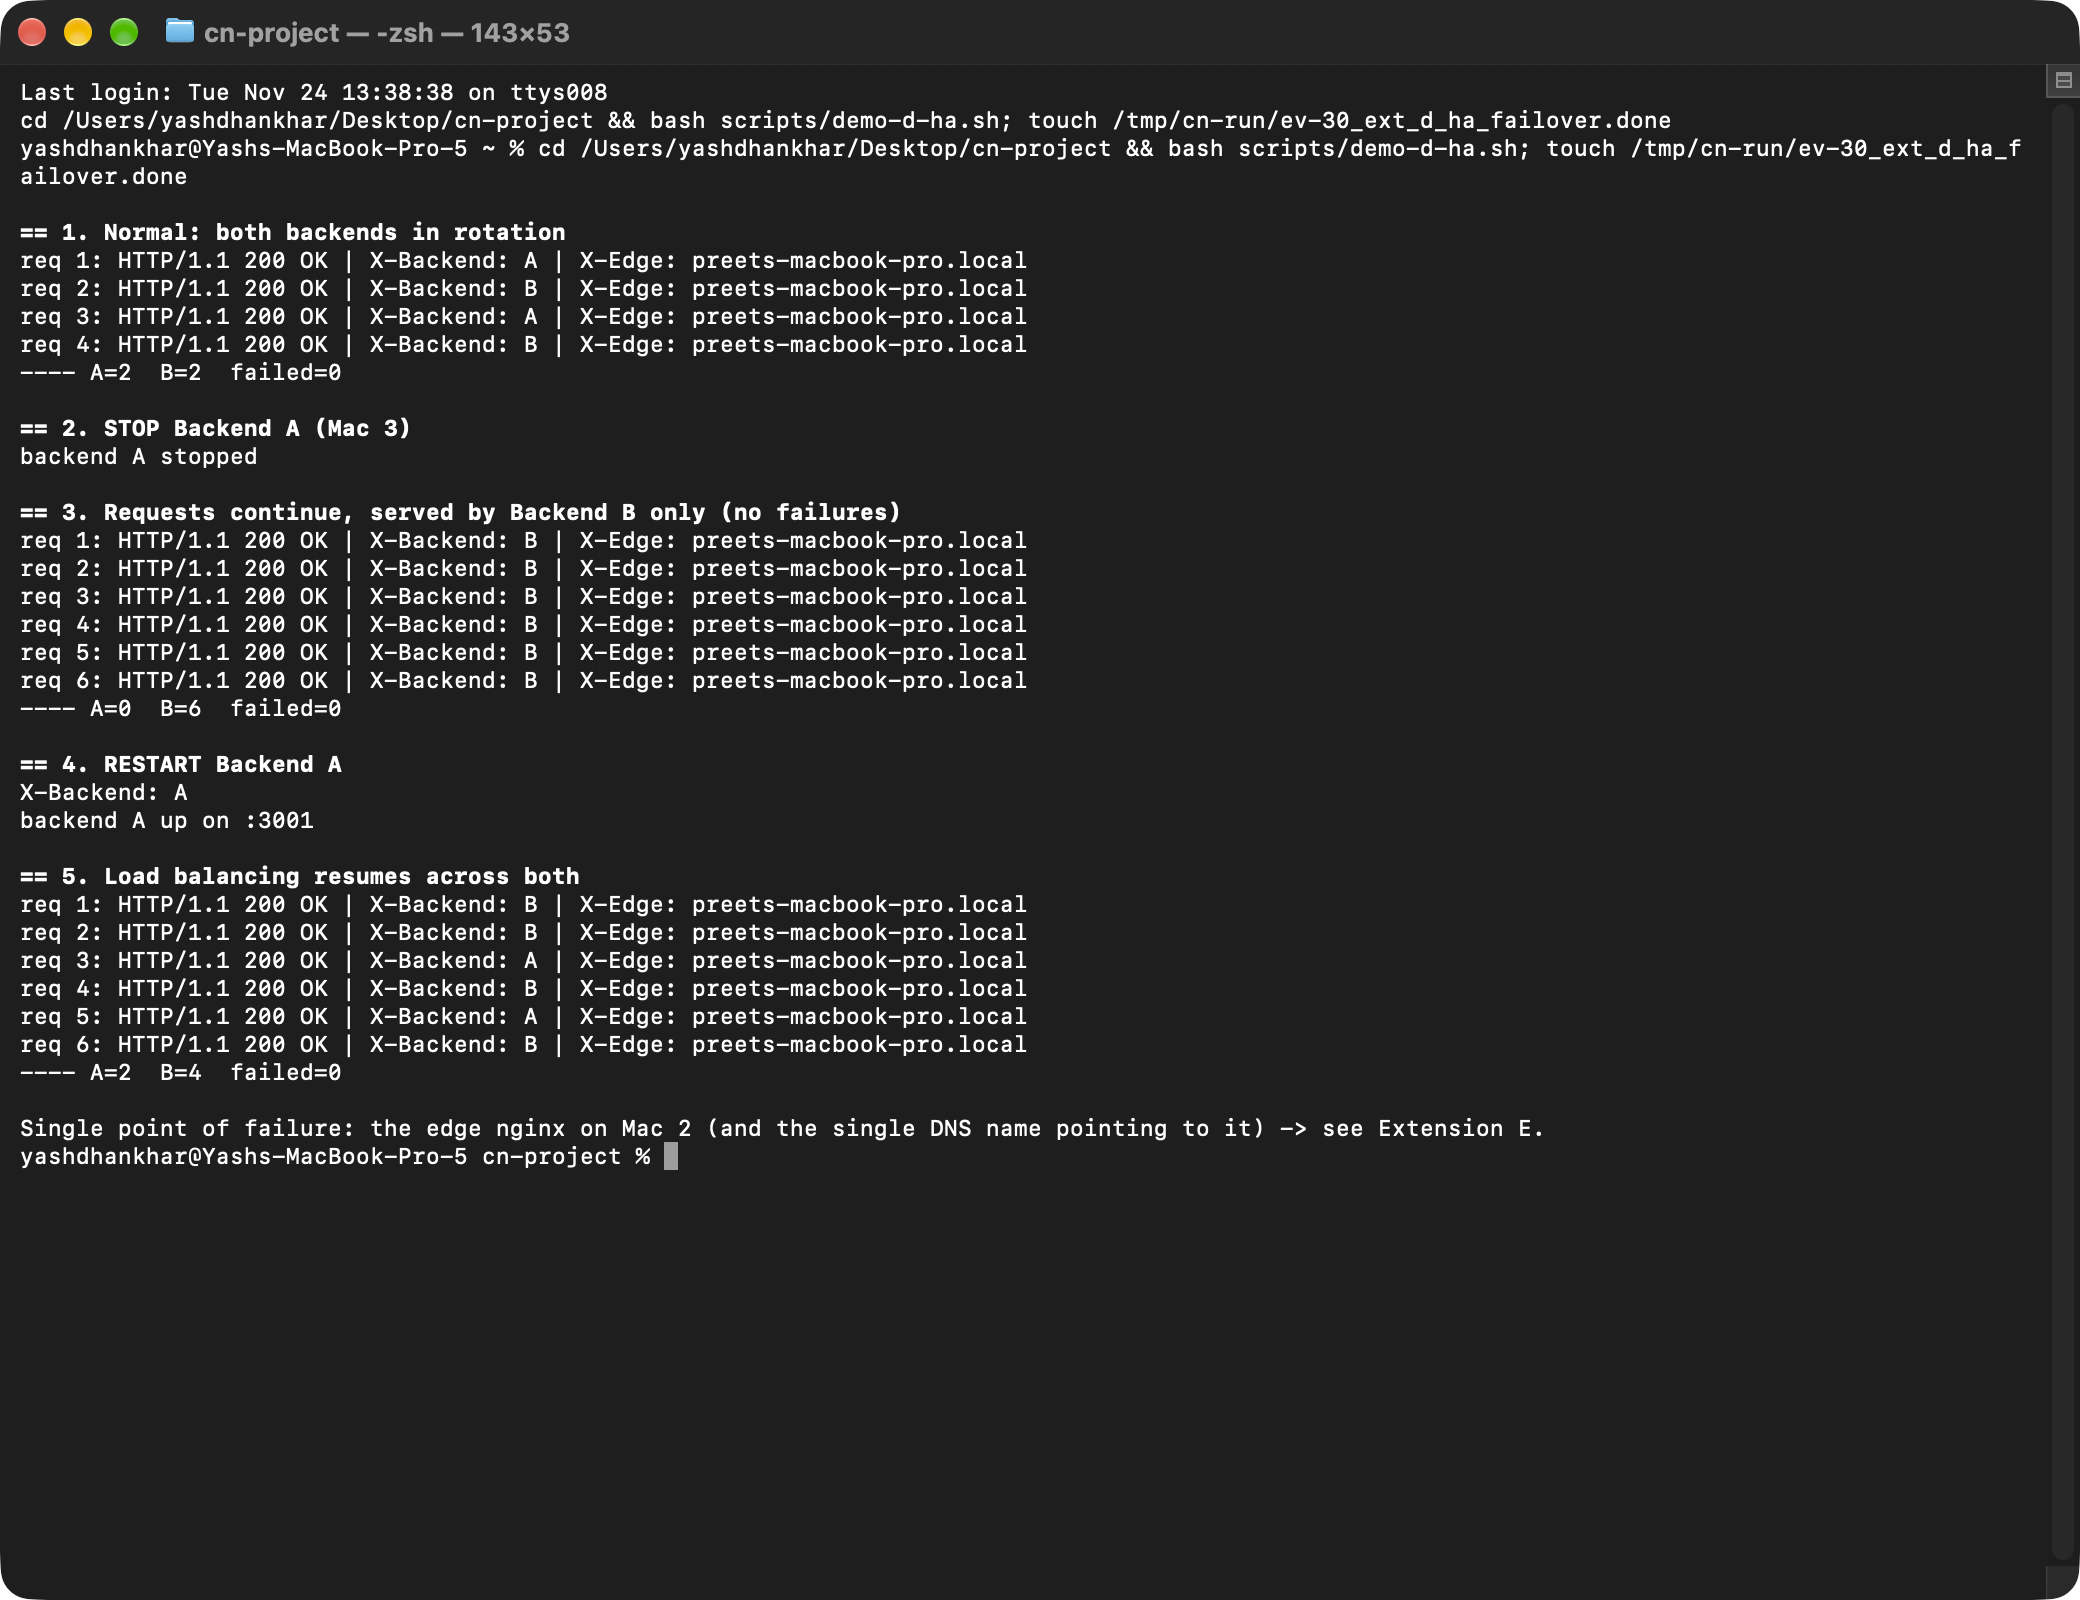 cn-project — -zsh — 143×53
Last login: Tue Nov 24 13:38:38 on ttys008
cd /Users/yashdhankhar/Desktop/cn-project && bash scripts/demo-d-ha.sh; touch /tmp/cn-run/ev-30_ext_d_ha_failover.done
yashdhankhar@Yashs-MacBook-Pro-5 ~ % cd /Users/yashdhankhar/Desktop/cn-project && bash scripts/demo-d-ha.sh; touch /tmp/cn-run/ev-30_ext_d_ha_f
ailover.done
== 1. Normal: both backends in rotation
req 1: HTTP/1.1 200 OK | X-Backend: A | X-Edge: preets-macbook-pro.local
req 2: HTTP/1.1 200 OK | X-Backend: B | X-Edge: preets-macbook-pro.local
req 3: HTTP/1.1 200 OK | X-Backend: A | X-Edge: preets-macbook-pro.local
req 4: HTTP/1.1 200 OK | X-Backend: B | X-Edge: preets-macbook-pro.local
---- A=2  B=2  failed=0
== 2. STOP Backend A (Mac 3)
backend A stopped
== 3. Requests continue, served by Backend B only (no failures)
req 1: HTTP/1.1 200 OK | X-Backend: B | X-Edge: preets-macbook-pro.local
req 2: HTTP/1.1 200 OK | X-Backend: B | X-Edge: preets-macbook-pro.local
req 3: HTTP/1.1 200 OK | X-Backend: B | X-Edge: preets-macbook-pro.local
req 4: HTTP/1.1 200 OK | X-Backend: B | X-Edge: preets-macbook-pro.local
req 5: HTTP/1.1 200 OK | X-Backend: B | X-Edge: preets-macbook-pro.local
req 6: HTTP/1.1 200 OK | X-Backend: B | X-Edge: preets-macbook-pro.local
---- A=0  B=6  failed=0
== 4. RESTART Backend A
X-Backend: A
backend A up on :3001
== 5. Load balancing resumes across both
req 1: HTTP/1.1 200 OK | X-Backend: B | X-Edge: preets-macbook-pro.local
req 2: HTTP/1.1 200 OK | X-Backend: B | X-Edge: preets-macbook-pro.local
req 3: HTTP/1.1 200 OK | X-Backend: A | X-Edge: preets-macbook-pro.local
req 4: HTTP/1.1 200 OK | X-Backend: B | X-Edge: preets-macbook-pro.local
req 5: HTTP/1.1 200 OK | X-Backend: A | X-Edge: preets-macbook-pro.local
req 6: HTTP/1.1 200 OK | X-Backend: B | X-Edge: preets-macbook-pro.local
---- A=2  B=4  failed=0
Single point of failure: the edge nginx on Mac 2 (and the single DNS name pointing to it) -> see Extension E.
yashdhankhar@Yashs-MacBook-Pro-5 cn-project %